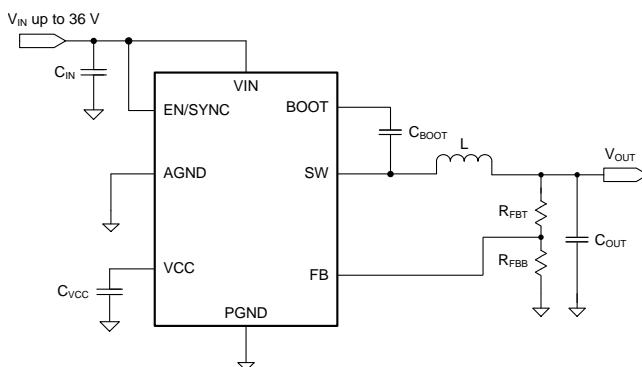 VIN up to 36 V
CIN
VIN
EN/SYNC
BOOT
CBOOT
L
VOUT
AGND
SW
RFBT
COUT
VCC
FB
RFBB
CVCC
PGND